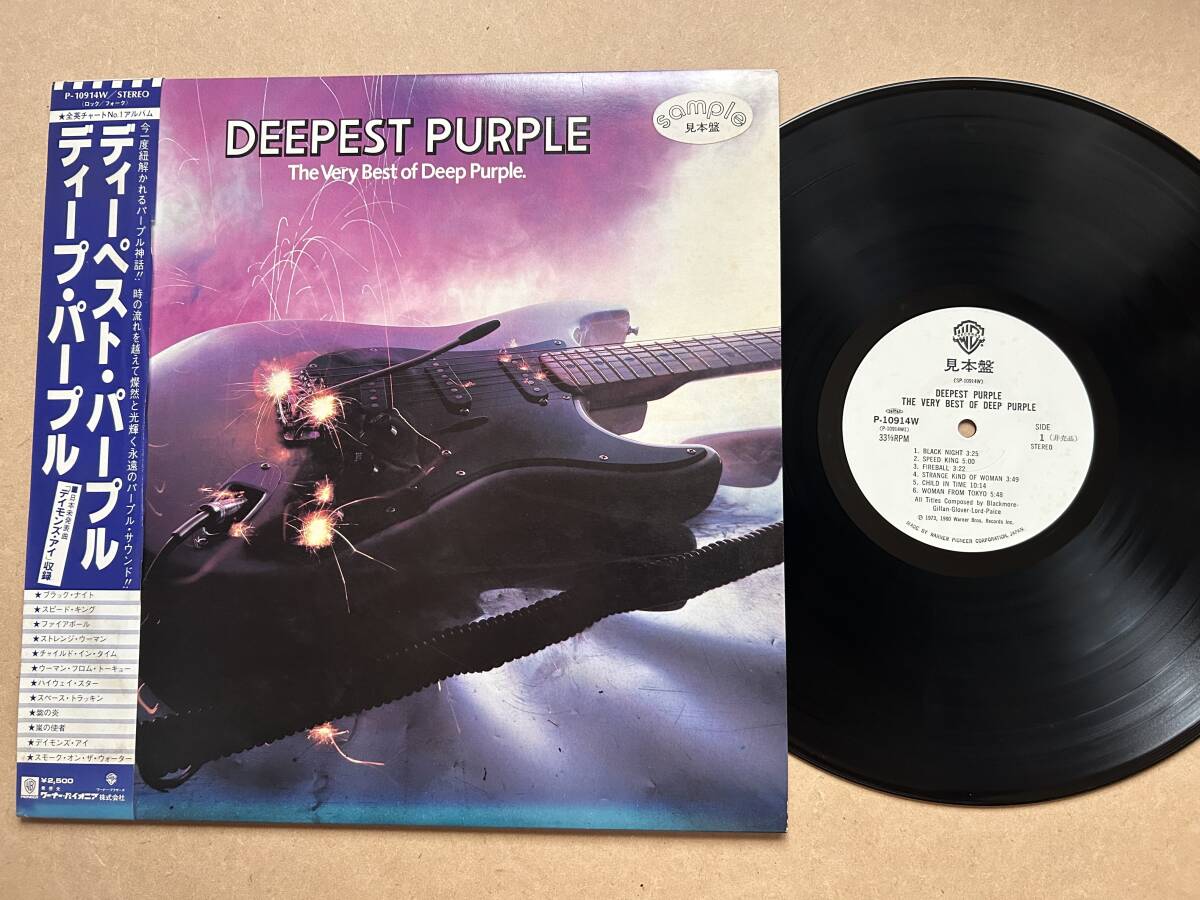 P-10914W/STEREO
(ロック/フォーク)
★全英チャートNo.1アルバム
今一度紐解かれるパープル神話!! 時の流れを越えて燦然と光輝く永遠のパープル・サウンド!!
ディーペスト・パープル
ディープ・パープル
■日本未発表曲
「デイモンズ・アイ」収録
★ブラック・ナイト
★スピード・キング
★ファイアボール
★ストレンジ・ウーマン
★チャイルド・イン・タイム
★ウーマン・フロム・トーキョー
★ハイウェイ・スター
★スペース・トラッキン
★紫の炎
★嵐の使者
★デイモンズ・アイ
★スモーク・オン・ザ・ウォーター
¥2,500
発売元
ワーナー・パイオニア株式会社
DEEPEST PURPLE
The Very Best of Deep Purple.
sample
見本盤
見本盤
(SP-10914W)
DEEPEST PURPLE
THE VERY BEST OF DEEP PURPLE
P-10914W
(P-10914W1)
33⅓RPM
SIDE
1 (非売品)
STEREO
1. BLACK NIGHT 3:25
2. SPEED KING 5:00
3. FIREBALL 3:22
4. STRANGE KIND OF WOMAN 3:49
5. CHILD IN TIME 10:14
6. WOMAN FROM TOKYO 5:48
All Titles Composed by Blackmore-
Gillan-Glover-Lord-Paice
Ⓟ 1973, 1980 Warner Bros. Records Inc.
MADE BY WARNER PIONEER CORPORATION, JAPAN